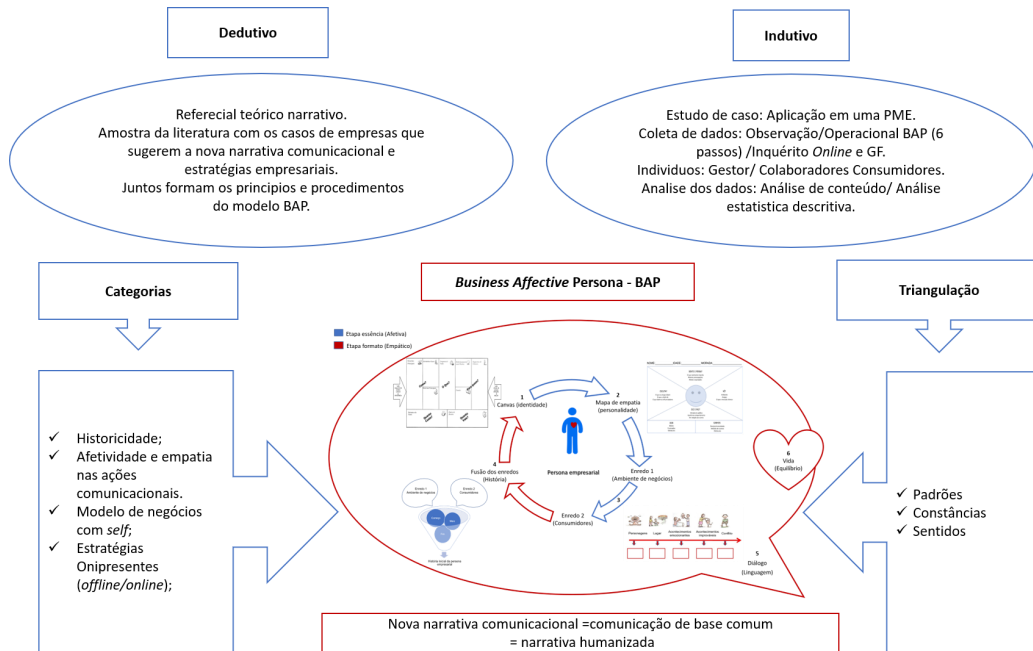 Dedutivo
Indutivo
Referecial teórico narrativo.
Amostra da literatura com os casos de empresas que
sugerem a nova narrativa comunicacional e
estratégias empresariais.
Juntos formam os principios e procedimentos
do modelo BAP.
Estudo de caso: Aplicação em uma PME.
Coleta de dados: Observação/Operacional BAP (6
passos) /Inquérito Online e GF.
Individuos: Gestor/ Colaboradores Consumidores.
Analise dos dados: Análise de conteúdo/ Análise
estatistica descritiva.
Categorias
Business Affective Persona - BAP
Triangulação
Historicidade;
Afetividade e empatia
nas ações
comunicacionais.
Modelo de negócios
com self;
Estratégias
Onipresentes
(offline/online);
Etapa essência (Afetiva)
Etapa formato (Empático)
1
Canvas (identidade)
2
Mapa de empatia
(personalidade)
Persona empresarial
4
Fusão dos enredos
(História)
Enredo 1
(Ambiente de negócios)
3
Enredo 2
(Consumidores)
6
Vida
(Equilíbrio)
5
Diálogo
(Linguagem)
Padrões
Constâncias
Sentidos
Nova narrativa comunicacional =comunicação de base comum
= narrativa humanizada